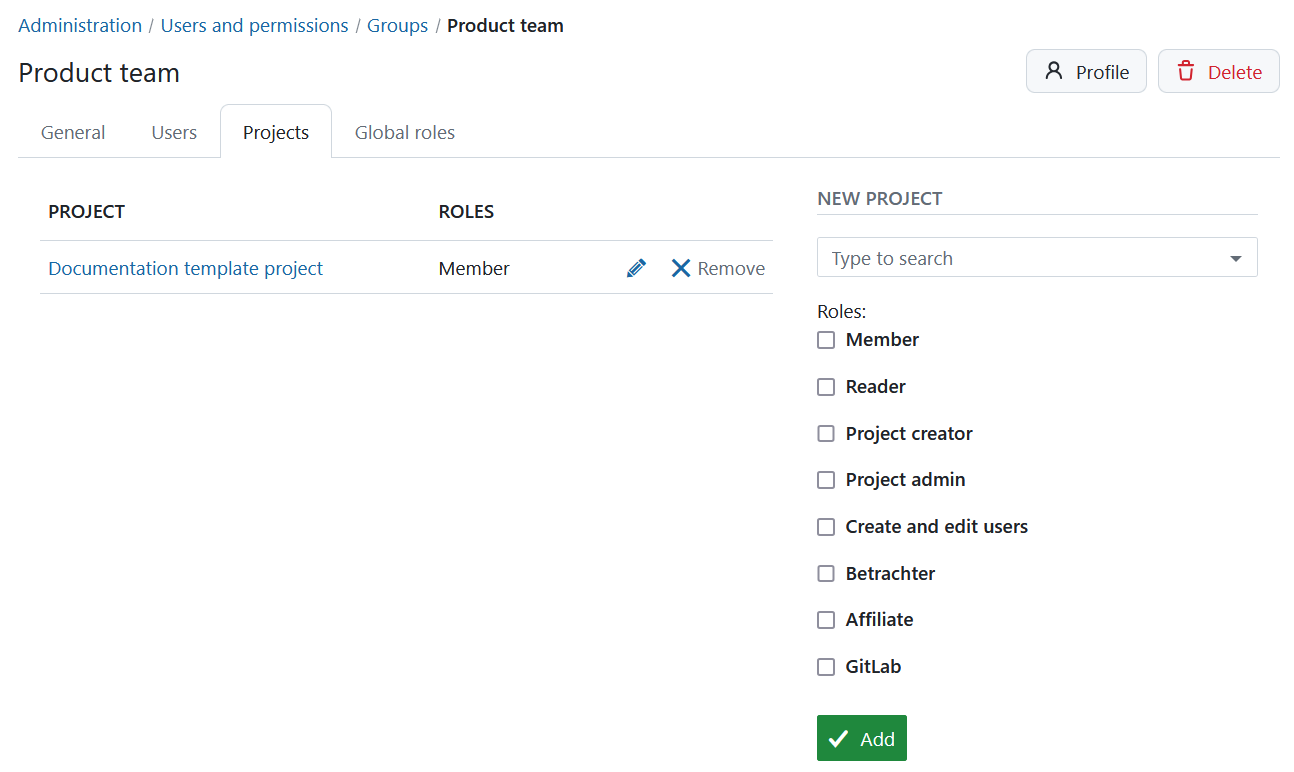 Administration / Users and permissions / Groups / Product team
Product team
Profile
Delete
General
Users
Projects
Global roles
PROJECT
ROLES
Documentation template project
Member
Remove
NEW PROJECT
Type to search
Roles:
Member
Reader
Project creator
Project admin
Create and edit users
Betrachter
Affiliate
GitLab
Add